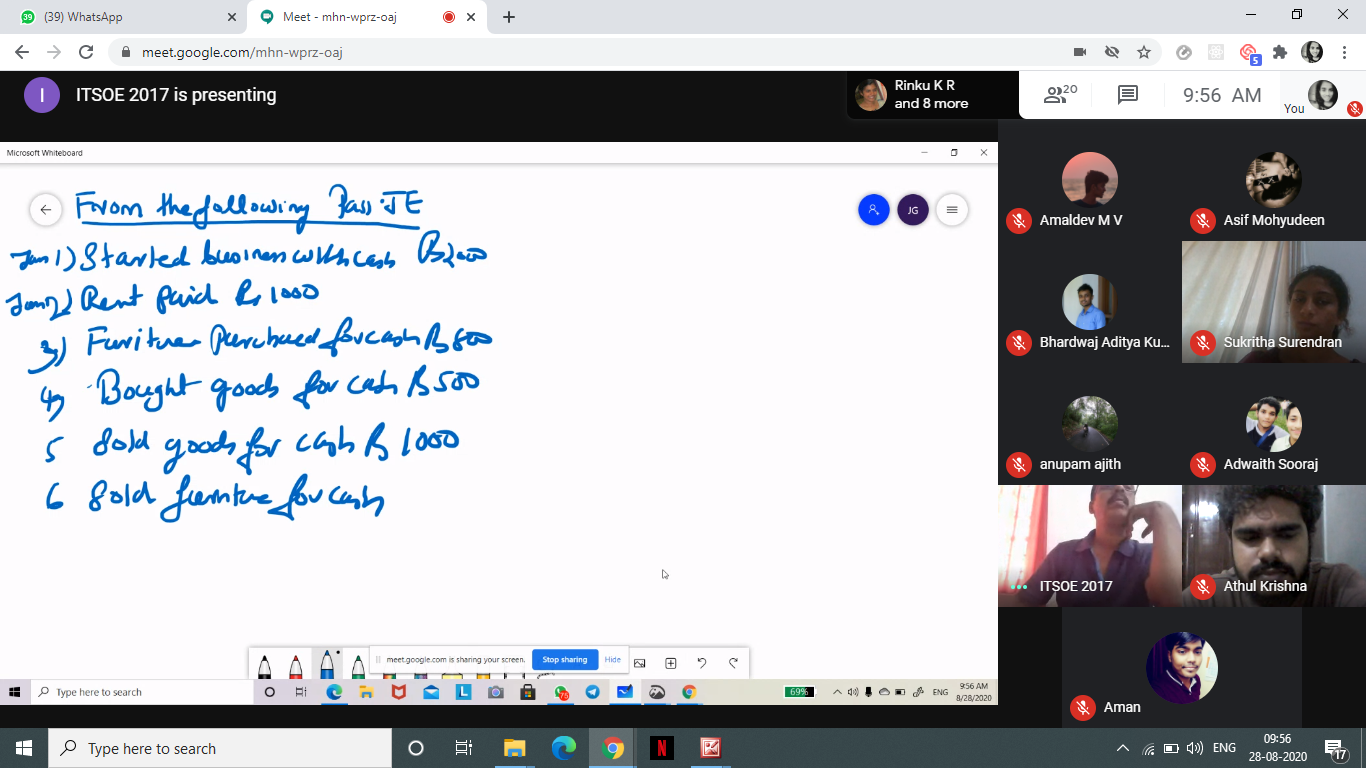 (39) WhatsApp
Meet - mhn-wprz-oaj
meet.google.com/mhn-wprz-oaj
5
I
ITSOE 2017 is presenting
Rinku K R
and 8 more
20
9:56 AM
You
Microsoft Whiteboard
From the following Pass JE
JG
Jan 1) Started business with cash Rs 2000
Jan 2) Rent paid Rs 1000
3) Furniture Purchased for cash Rs 800
4) Bought goods for cash Rs 500
5 Sold goods for cash Rs 1000
6 Sold furniture for cash
Amaldev M V
Asif Mohyudeen
Bhardwaj Aditya Ku...
Sukritha Surendran
anupam ajith
Adwaith Sooraj
ITSOE 2017
Athul Krishna
Aman
meet.google.com is sharing your screen.
Stop sharing
Hide
Type here to search
69%
ENG
9:56 AM
8/28/2020
Type here to search
ENG
09:56
28-08-2020
17